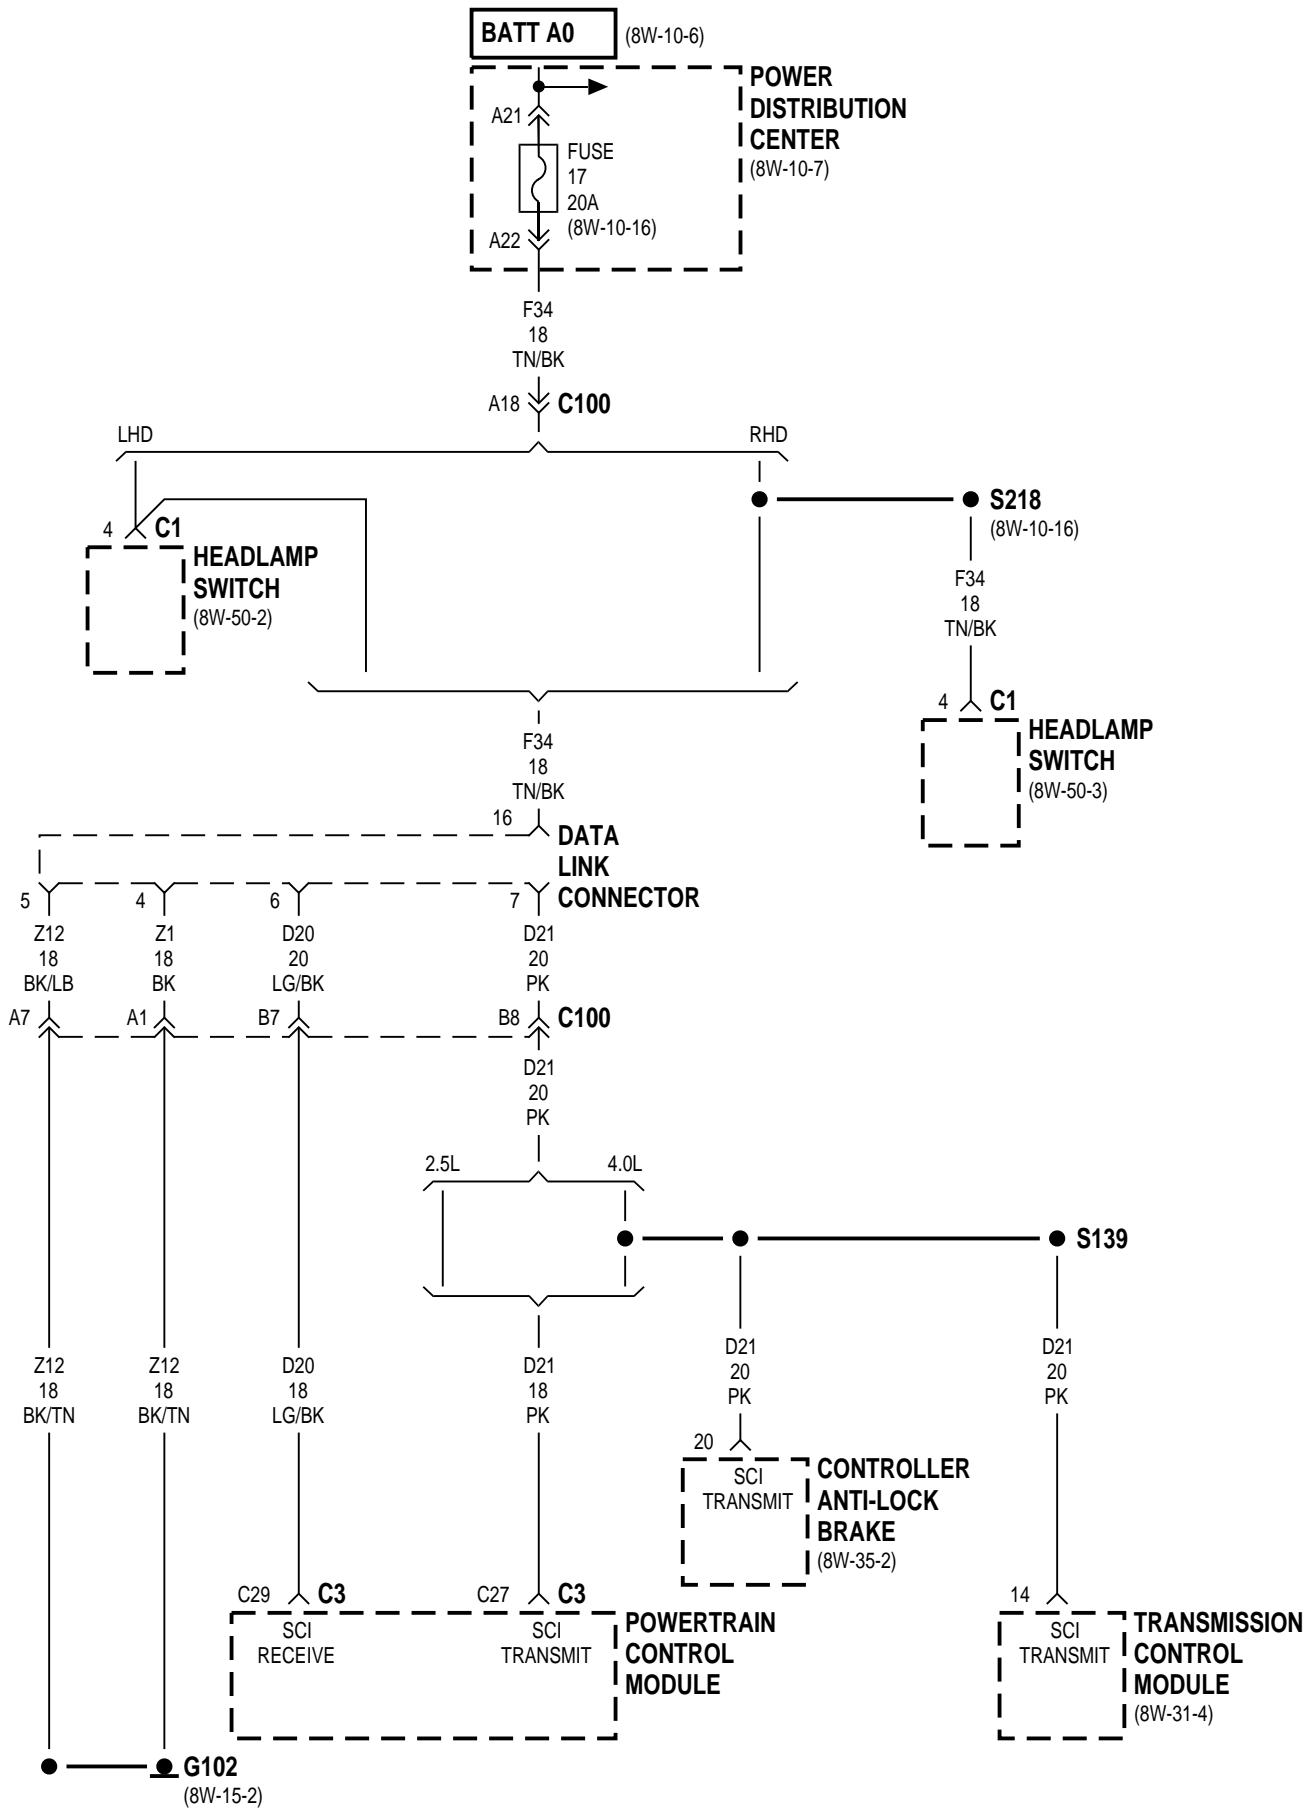 BATT A0
(8W-10-6)
POWER
DISTRIBUTION
CENTER
(8W-10-7)
A21
FUSE
17
20A
(8W-10-16)
A22
F34
18
TN/BK
A18
C100
LHD
RHD
4
C1
HEADLAMP
SWITCH
(8W-50-2)
S218
(8W-10-16)
F34
18
TN/BK
4
C1
HEADLAMP
SWITCH
(8W-50-3)
F34
18
TN/BK
16
DATA
LINK
CONNECTOR
5
4
6
7
Z12
18
BK/LB
Z1
18
BK
D20
20
LG/BK
D21
20
PK
A7
A1
B7
B8
C100
D21
20
PK
2.5L
4.0L
S139
Z12
18
BK/TN
Z12
18
BK/TN
D20
18
LG/BK
D21
18
PK
D21
20
PK
D21
20
PK
20
SCI
TRANSMIT
CONTROLLER
ANTI-LOCK
BRAKE
(8W-35-2)
C29
C3
C27
C3
SCI
RECEIVE
SCI
TRANSMIT
POWERTRAIN
CONTROL
MODULE
14
SCI
TRANSMIT
TRANSMISSION
CONTROL
MODULE
(8W-31-4)
G102
(8W-15-2)